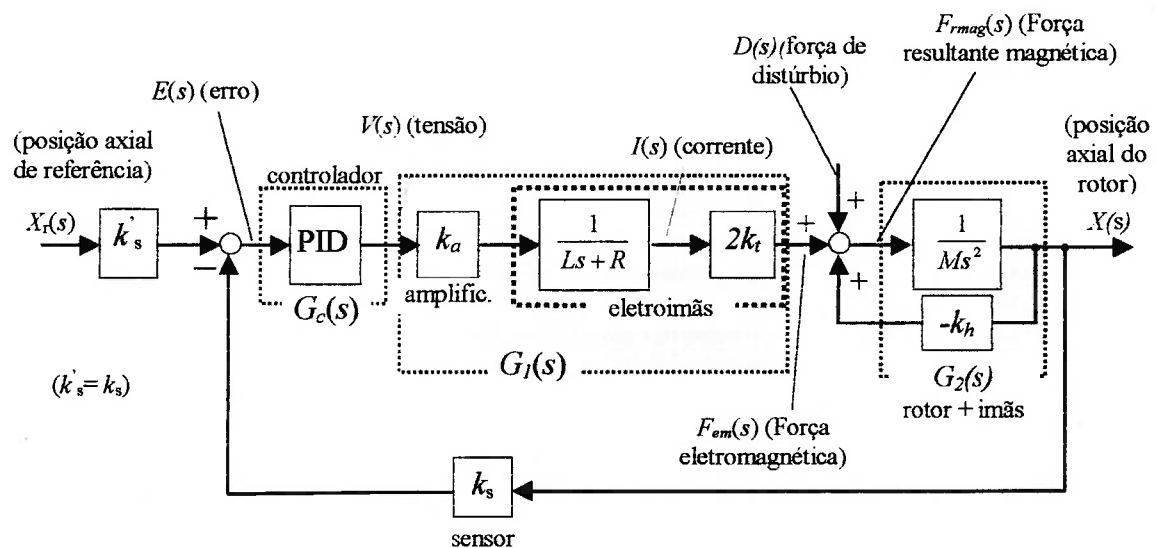 F_rmag(s) (Força
resultante magnética)
D(s) (força de
distúrbio)
E(s) (erro)
V(s) (tensão)
(posição axial
de referência)
I(s) (corrente)
(posição
axial do
rotor)
controlador
X_r(s)
k's
+
−
PID
k_a
1
Ls + R
2k_t
+
+
+
1
Ms²
X(s)
amplific.
eletroimãs
G_c(s)
-k_h
G_1(s)
G_2(s)
rotor + imãs
(k's = k_s)
F_em(s) (Força
eletromagnética)
k_s
sensor